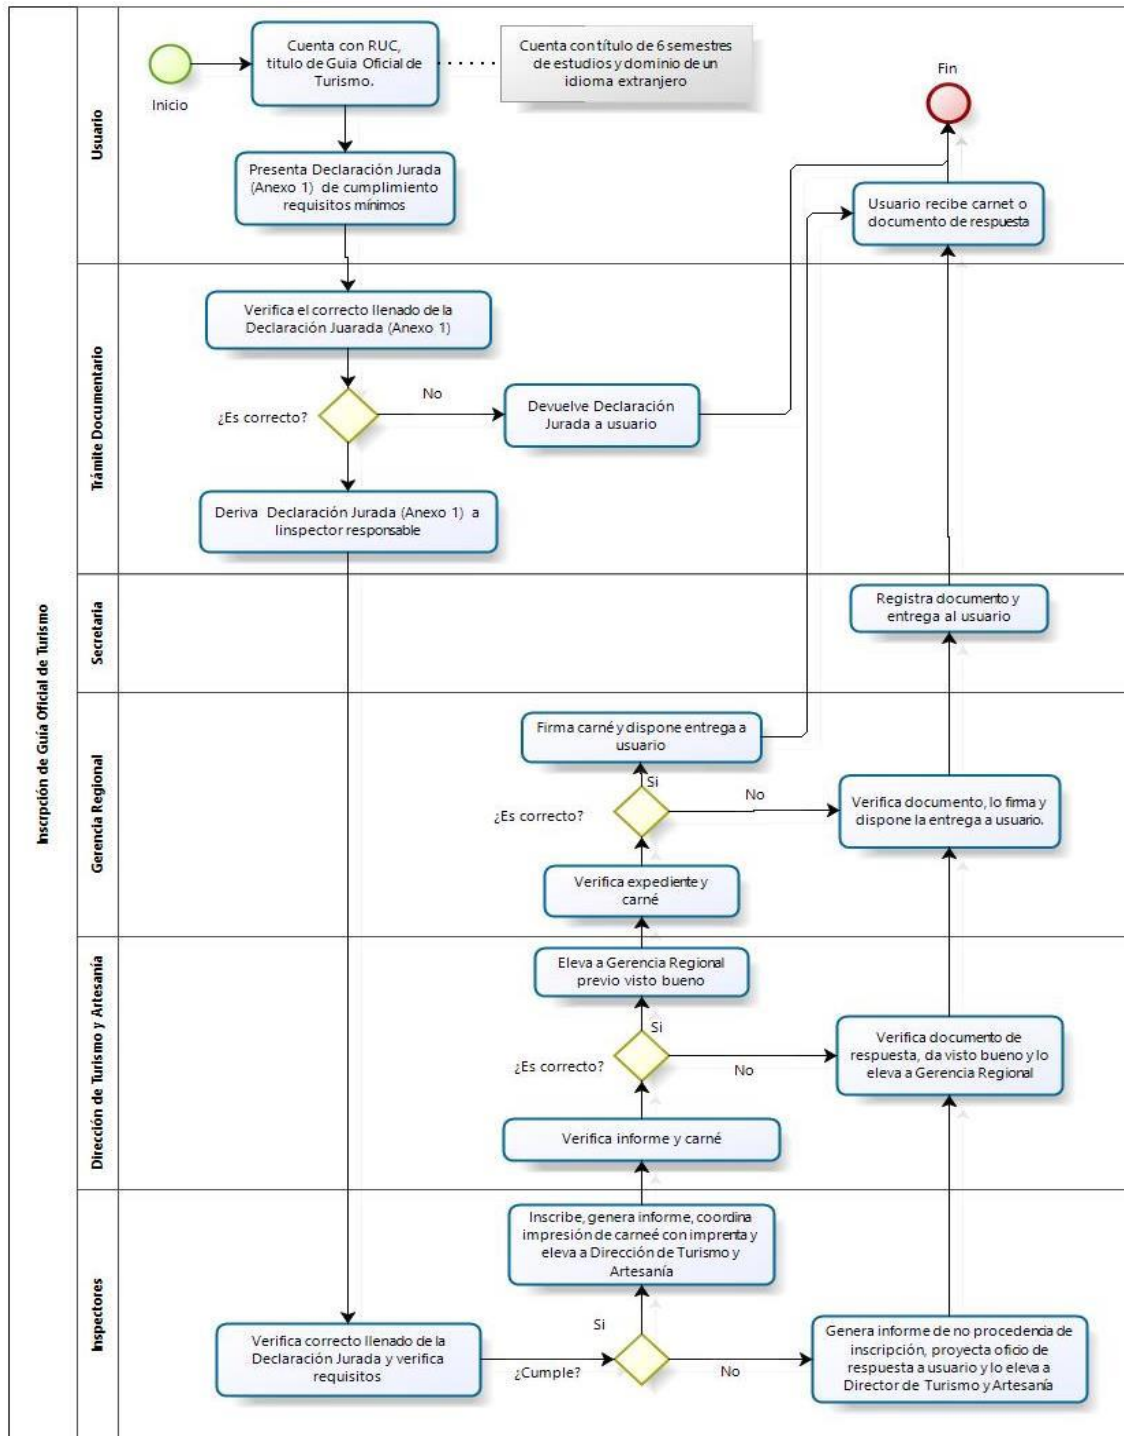 Inscrpción de Guía Oficial de Turismo
Usuario
Inicio
Cuenta con RUC,
titulo de Guia Oficial de
Turismo.
Cuenta con título de 6 semestres
de estudios y dominio de un
idioma extranjero
Fin
Presenta Declaración Jurada
(Anexo 1) de cumplimiento
requisitos mínimos
Usuario recibe carnet o
documento de respuesta
Trámite Documentario
Verifica el correcto llenado de la
Declaración Juarada (Anexo 1)
¿Es correcto?
No
Devuelve Declaración
Jurada a usuario
Deriva Declaración Jurada (Anexo 1) a
Iinspector responsable
Secretaria
Registra documento y
entrega al usuario
Gerencia Regional
Firma carné y dispone entrega a
usuario
Si
¿Es correcto?
No
Verifica documento, lo firma y
dispone la entrega a usuario.
Verifica expediente y
carné
Dirección de Turismo y Artesanía
Eleva a Gerencia Regional
previo visto bueno
Si
¿Es correcto?
No
Verifica documento de
respuesta, da visto bueno y lo
eleva a Gerencia Regional
Verifica informe y carné
Inspectores
Inscribe, genera informe, coordina
impresión de carneé con imprenta y
eleva a Dirección de Turismo y
Artesanía
Si
Verifica correcto llenado de la
Declaración Jurada y verifica
requisitos
¿Cumple?
No
Genera informe de no procedencia de
inscripción, proyecta oficio de
respuesta a usuario y lo eleva a
Director de Turismo y Artesanía